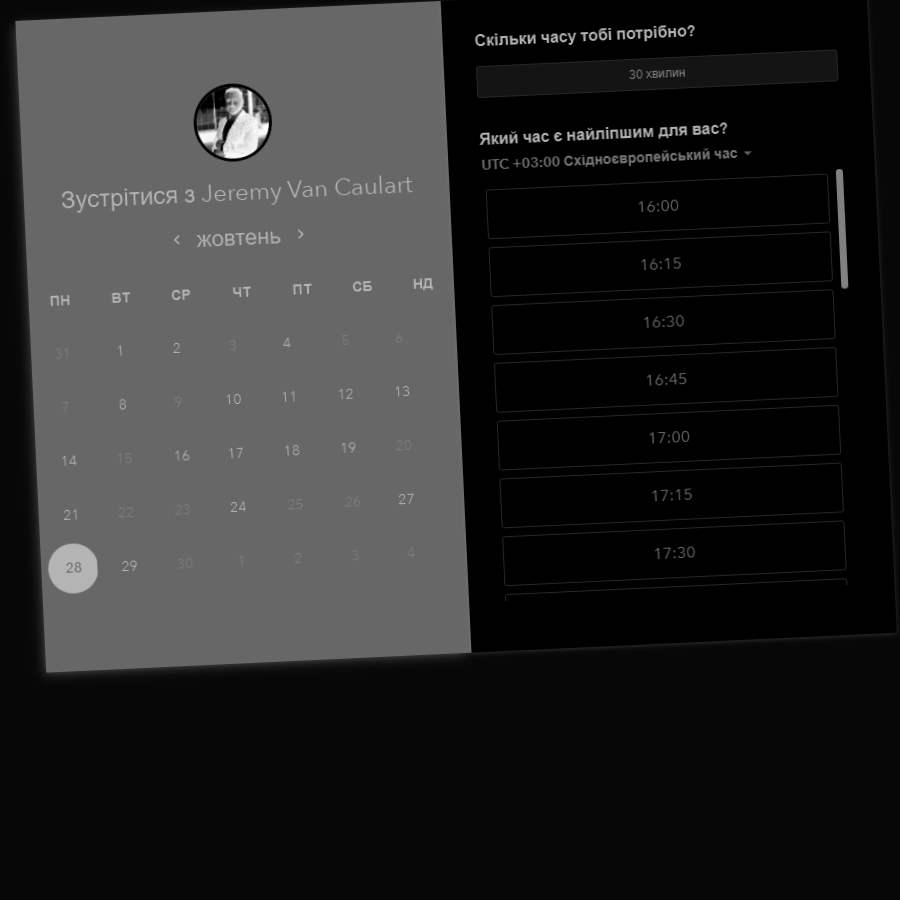 Зустрітися з Jeremy Van Caulart
жовтень
ПН ВТ СР ЧТ ПТ СБ НД
31 1 2 3 4 5 6
7 8 9 10 11 12 13
14 15 16 17 18 19 20
21 22 23 24 25 26 27
28 29 30 1 2 3 4
Скільки часу тобі потрібно?
30 хвилин
Який час є найліпшим для вас?
UTC +03:00 Східноєвропейський час
16:00
16:15
16:30
16:45
17:00
17:15
17:30